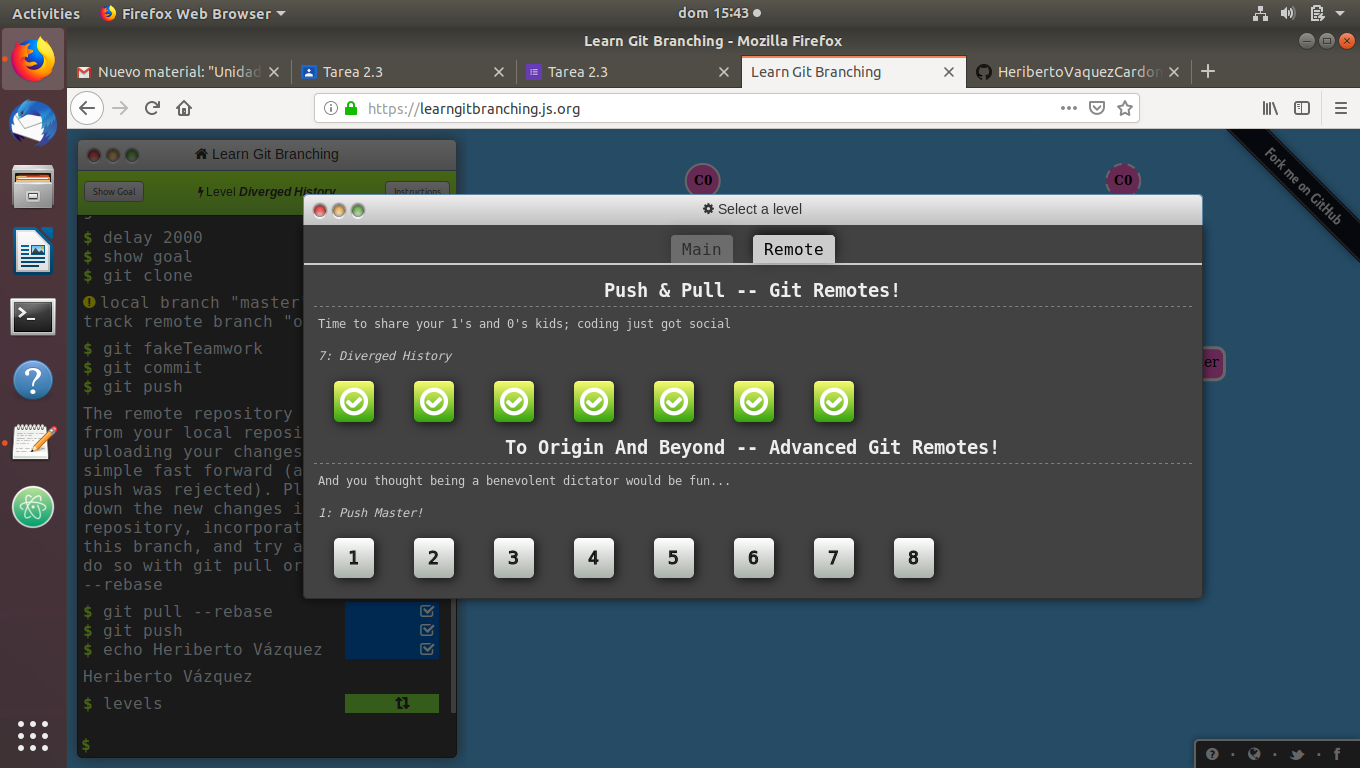 Activities
Firefox Web Browser
dom 15:43
Learn Git Branching - Mozilla Firefox
Nuevo material: "Unidad
Tarea 2.3
Tarea 2.3
Learn Git Branching
HeribertoVaquezCardon
https://learngitbranching.js.org
Learn Git Branching
Show Goal
Level Diverged History
Instructions
$ delay 2000
$ show goal
$ git clone
local branch "master"
track remote branch "o
$ git fakeTeamwork
$ git commit
$ git push
The remote repository
from your local reposi
uploading your changes
simple fast forward (a
push was rejected). Pl
down the new changes i
repository, incorporat
this branch, and try a
do so with git pull or
--rebase
$ git pull --rebase
$ git push
$ echo Heriberto Vázquez
Heriberto Vázquez
$ levels
$
C0
C0
Fork me on GitHub
Select a level
Main
Remote
Push & Pull -- Git Remotes!
Time to share your 1's and 0's kids; coding just got social
7: Diverged History
To Origin And Beyond -- Advanced Git Remotes!
And you thought being a benevolent dictator would be fun...
1: Push Master!
1 2 3 4 5 6 7 8